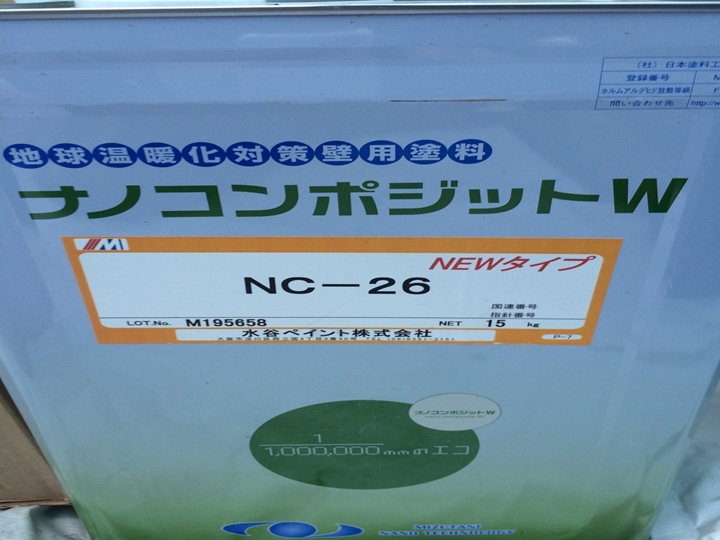 (社)日本塗料工
登録番号 M
ホルムアルデヒド放散等級 F
問い合わせ先 http://w
地球温暖化対策壁用塗料
ナノコンポジットW
M
NEWタイプ
NC-26
国連番号
指針番号
LOT.No. M195658 NET 15 kg
水谷ペイント株式会社
P-7
ナノコンポジットW
1
1,000,000 mmのエコ
MIZUTANI
NANO TECHNOLOGY